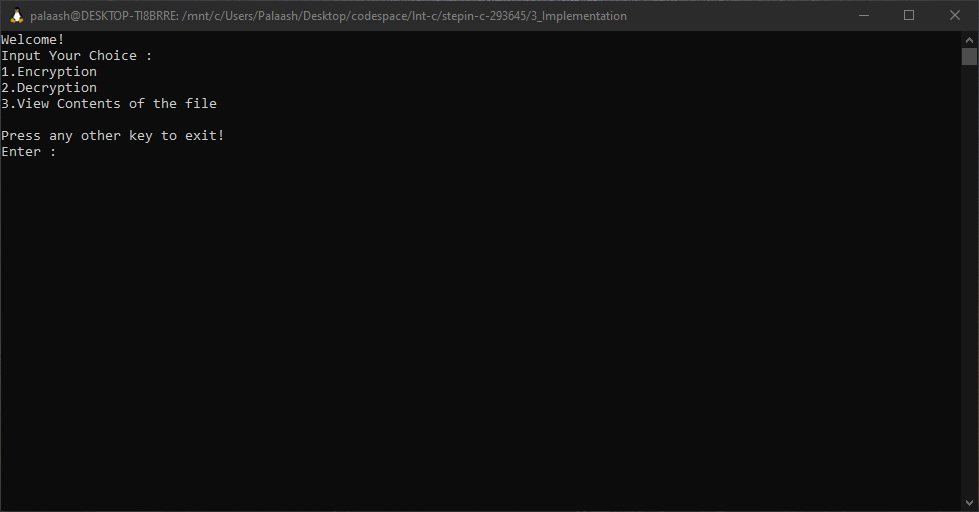 palaash@DESKTOP-TI8BRRE: /mnt/c/Users/Palaash/Desktop/codespace/Int-c/stepin-c-293645/3_Implementation
Welcome!
Input Your Choice :
1.Encryption
2.Decryption
3.View Contents of the file
Press any other key to exit!
Enter :